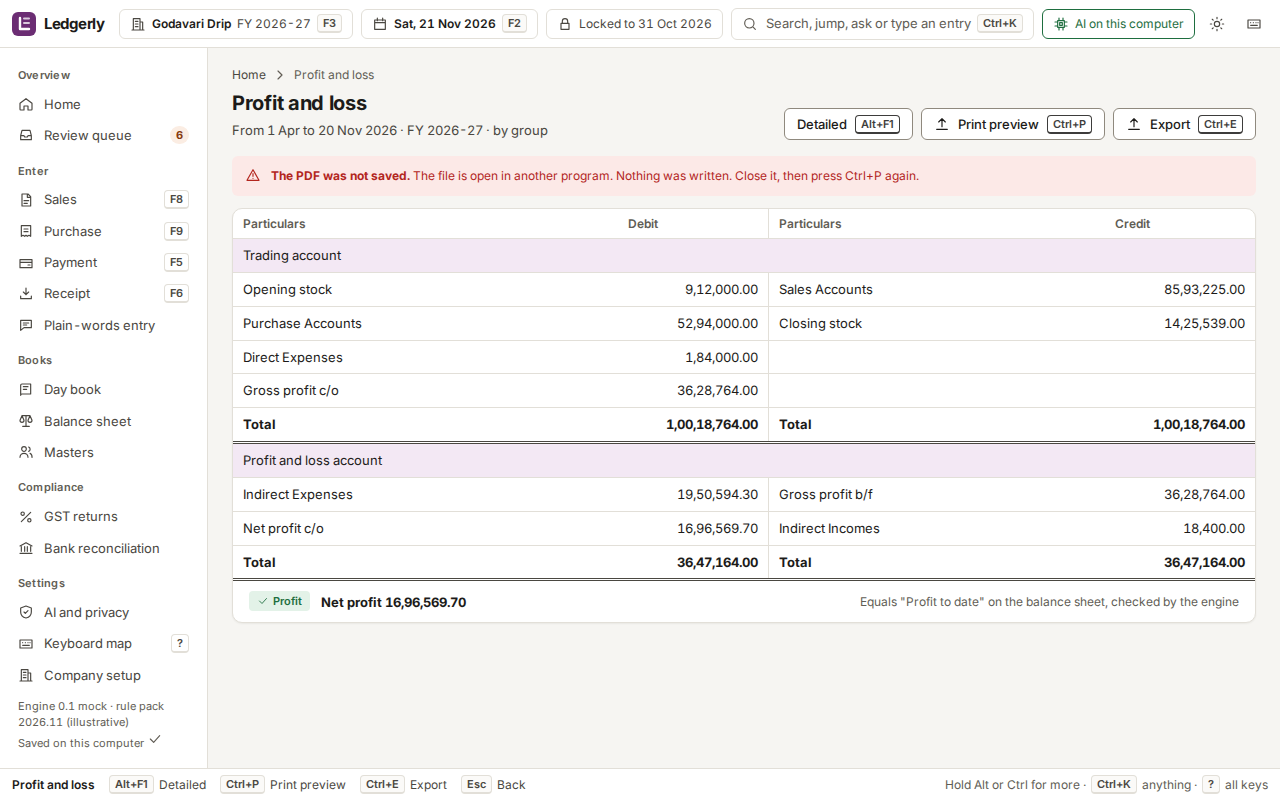 Ledgerly
Godavari Drip FY 2026-27 F3
Sat, 21 Nov 2026 F2
Locked to 31 Oct 2026
Search, jump, ask or type an entry Ctrl+K
AI on this computer
Overview
Home
Review queue 6
Enter
Sales F8
Purchase F9
Payment F5
Receipt F6
Plain-words entry
Books
Day book
Balance sheet
Masters
Compliance
GST returns
Bank reconciliation
Settings
AI and privacy
Keyboard map ?
Company setup
Engine 0.1 mock · rule pack
2026.11 (illustrative)
Saved on this computer
Home > Profit and loss
Profit and loss
From 1 Apr to 20 Nov 2026 · FY 2026-27 · by group
Detailed Alt+F1
Print preview Ctrl+P
Export Ctrl+E
The PDF was not saved. The file is open in another program. Nothing was written. Close it, then press Ctrl+P again.
Particulars Debit Particulars Credit
Trading account
Opening stock 9,12,000.00 Sales Accounts 85,93,225.00
Purchase Accounts 52,94,000.00 Closing stock 14,25,539.00
Direct Expenses 1,84,000.00
Gross profit c/o 36,28,764.00
Total 1,00,18,764.00 Total 1,00,18,764.00
Profit and loss account
Indirect Expenses 19,50,594.30 Gross profit b/f 36,28,764.00
Net profit c/o 16,96,569.70 Indirect Incomes 18,400.00
Total 36,47,164.00 Total 36,47,164.00
Profit Net profit 16,96,569.70 Equals "Profit to date" on the balance sheet, checked by the engine
Profit and loss Alt+F1 Detailed Ctrl+P Print preview Ctrl+E Export Esc Back
Hold Alt or Ctrl for more · Ctrl+K anything · ? all keys